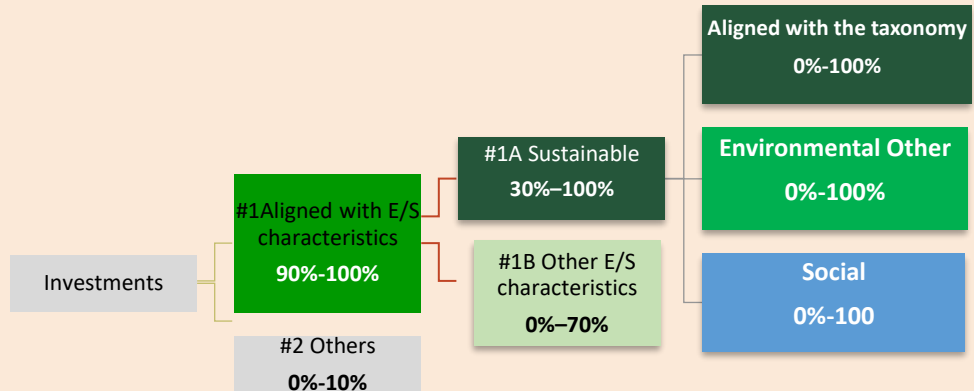 Investments
#1Aligned with E/S
characteristics
90%-100%
#2 Others
0%-10%
#1A Sustainable
30%–100%
#1B Other E/S
characteristics
0%–70%
Aligned with the taxonomy
0%-100%
Environmental Other
0%-100%
Social
0%-100